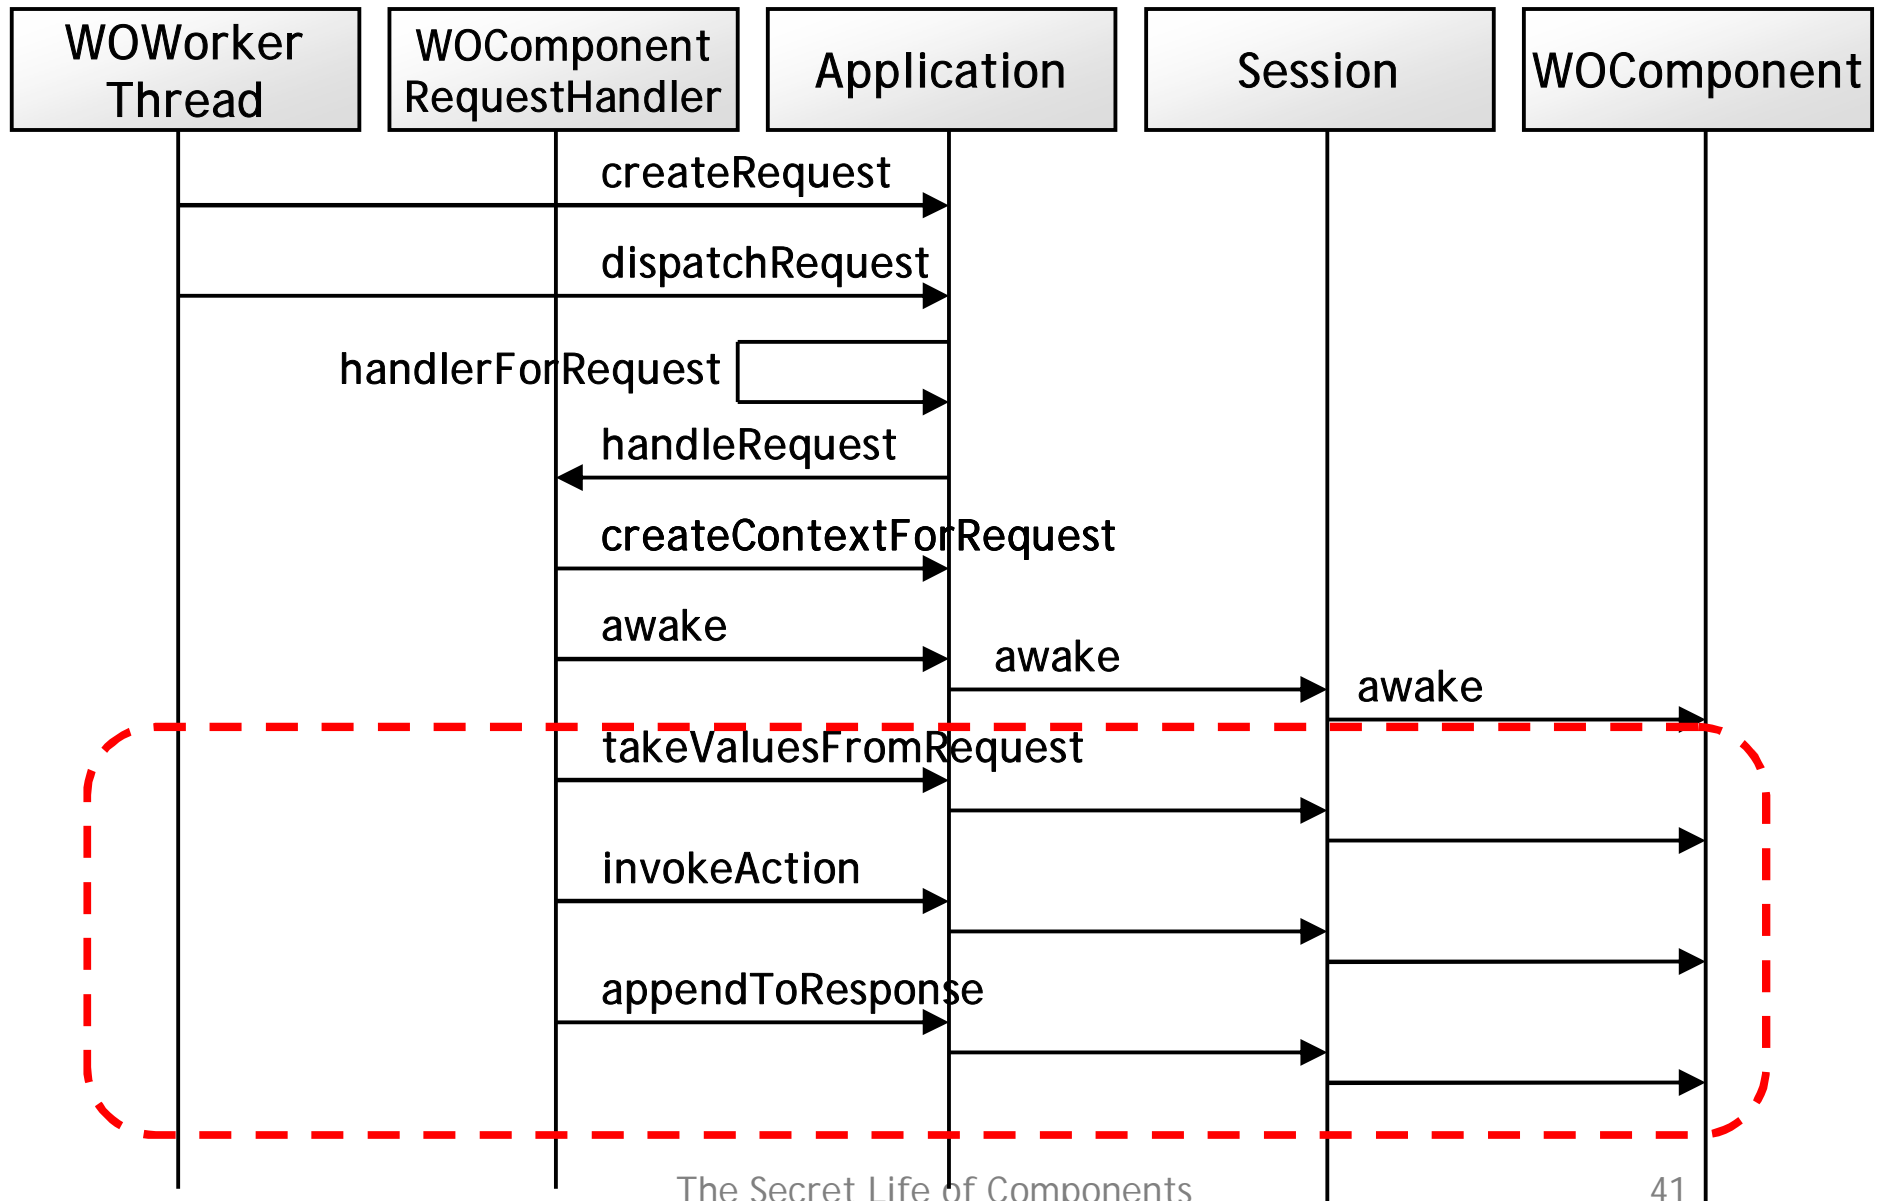 WOWorker
Thread
WOComponent
RequestHandler
Application
Session
WOComponent
createRequest
dispatchRequest
handlerForRequest
handleRequest
createContextForRequest
awake
awake
awake
takeValuesFromRequest
invokeAction
appendToResponse
The Secret Life of Components
41